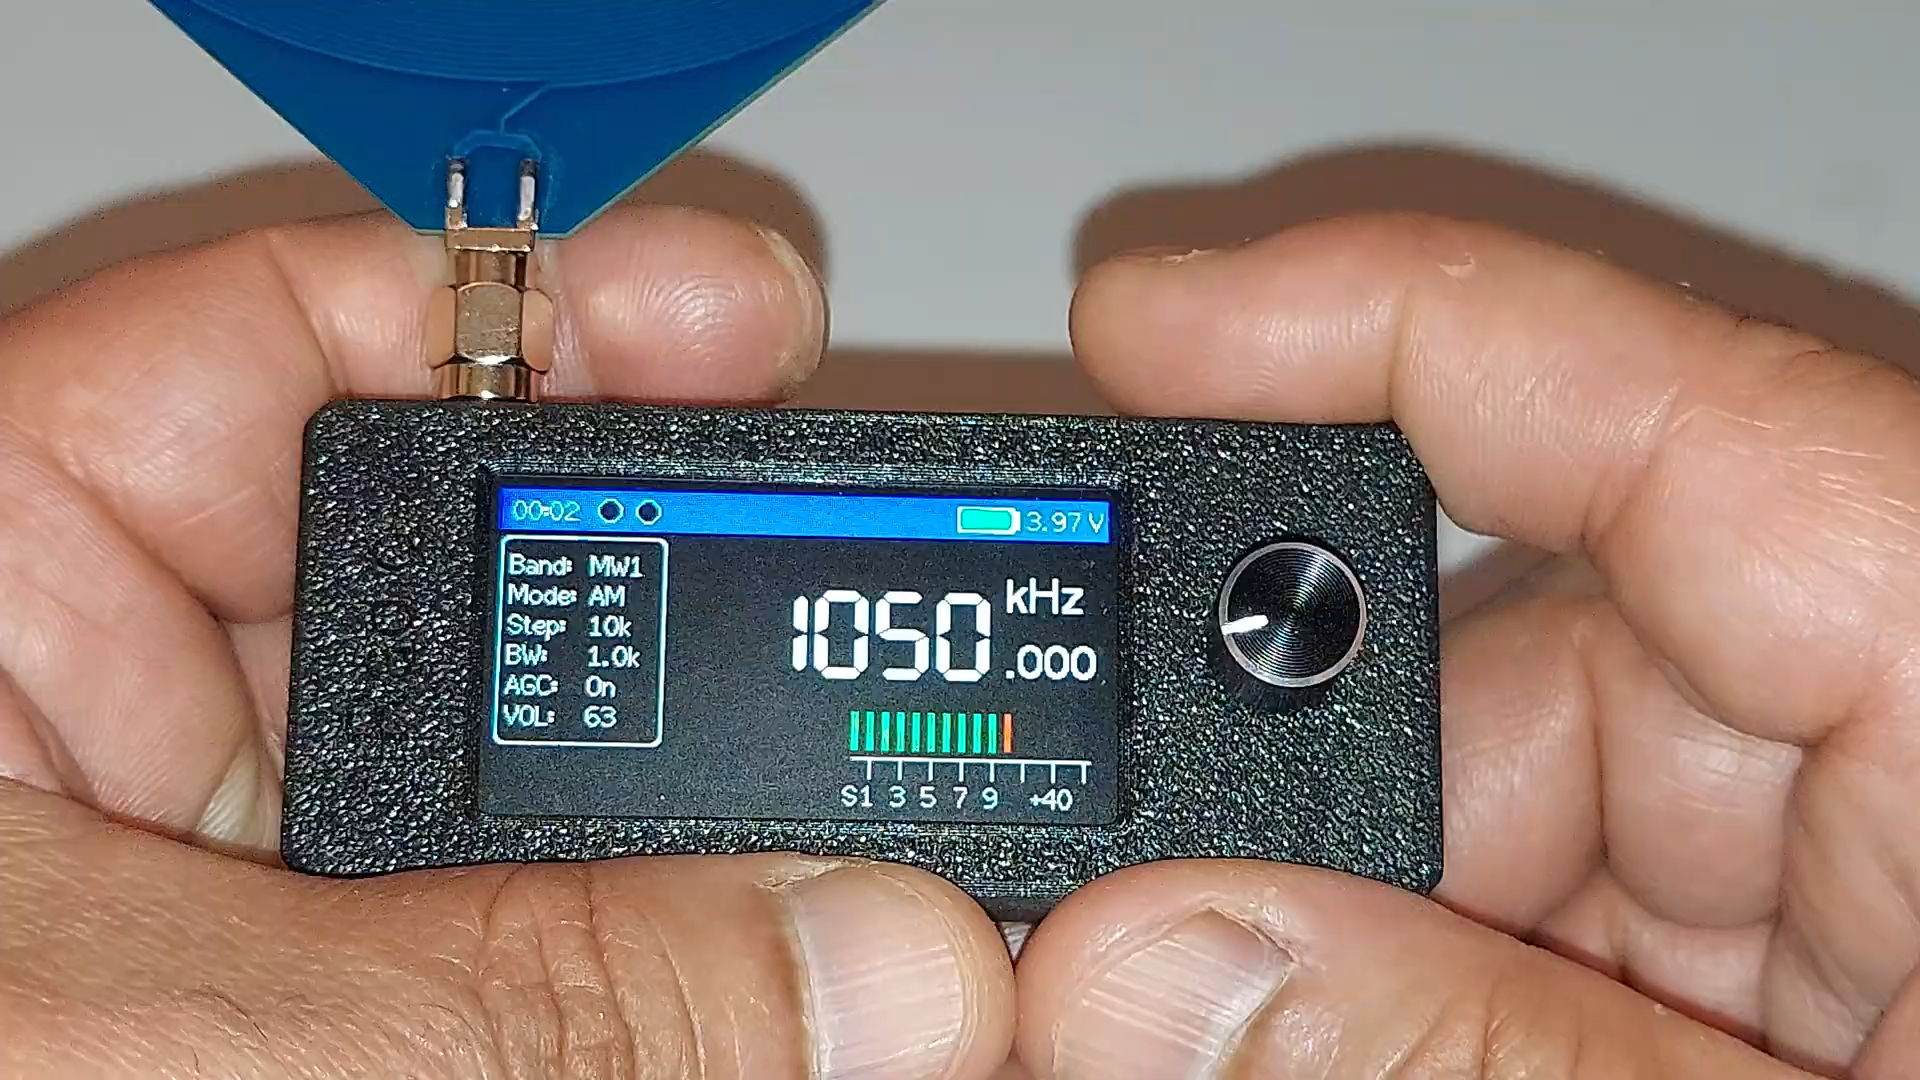 00:02
3.97 V
Band: MW1
Mode: AM
Step: 10k
BW: 1.0k
AGC: On
VOL: 63
1050 kHz
.000
S1 3 5 7 9 +40